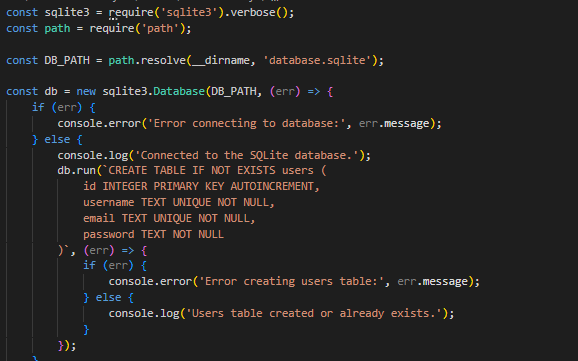 const sqlite3 = require('sqlite3').verbose();
const path = require('path');

const DB_PATH = path.resolve(__dirname, 'database.sqlite');

const db = new sqlite3.Database(DB_PATH, (err) => {
    if (err) {
        console.error('Error connecting to database:', err.message);
    } else {
        console.log('Connected to the SQLite database.');
        db.run(`CREATE TABLE IF NOT EXISTS users (
            id INTEGER PRIMARY KEY AUTOINCREMENT,
            username TEXT UNIQUE NOT NULL,
            email TEXT UNIQUE NOT NULL,
            password TEXT NOT NULL
        )`, (err) => {
            if (err) {
                console.error('Error creating users table:', err.message);
            } else {
                console.log('Users table created or already exists.');
            }
        });
    }